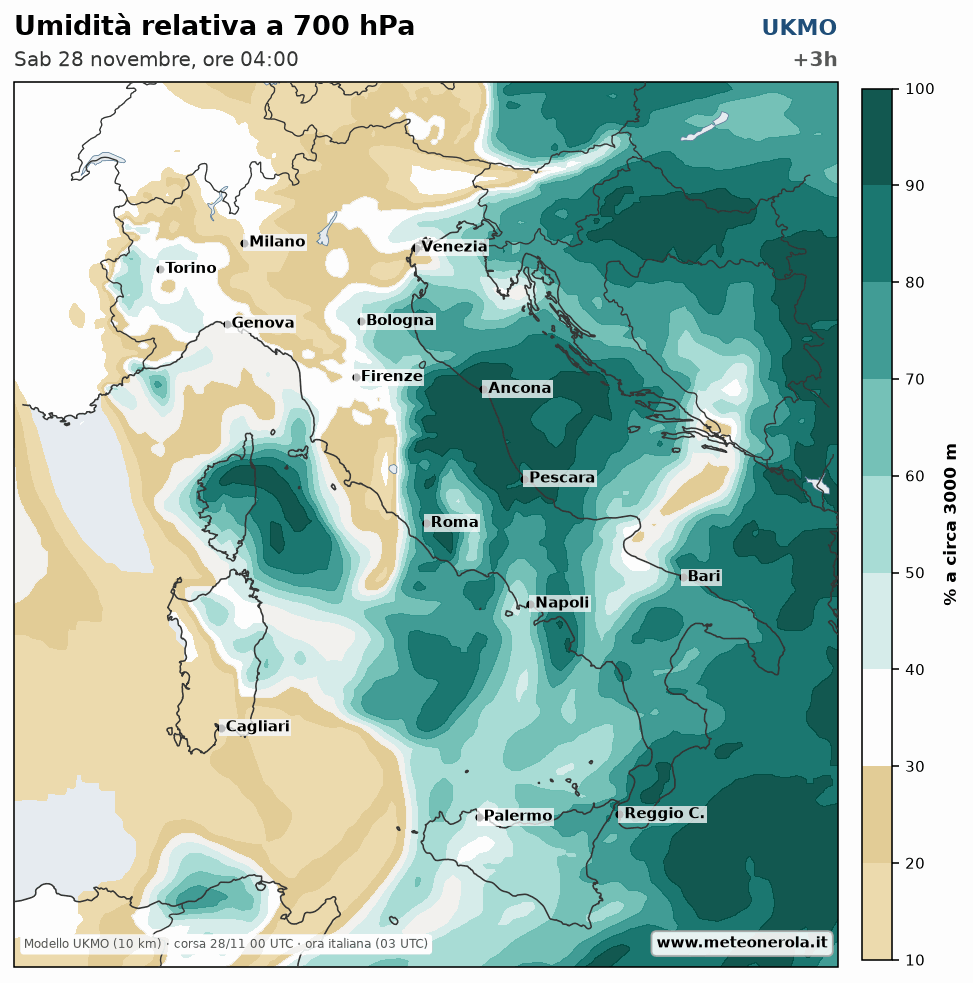 Umidità relativa a 700 hPa
UKMO
Sab 28 novembre, ore 04:00
+3h
Milano
Venezia
Torino
Genova
Bologna
Firenze
Ancona
Pescara
Roma
Bari
Napoli
Cagliari
Palermo
Reggio C.
100
90
80
70
60
50
40
30
20
10
% a circa 3000 m
Modello UKMO (10 km) · corsa 28/11 00 UTC · ora italiana (03 UTC)
www.meteonerola.it